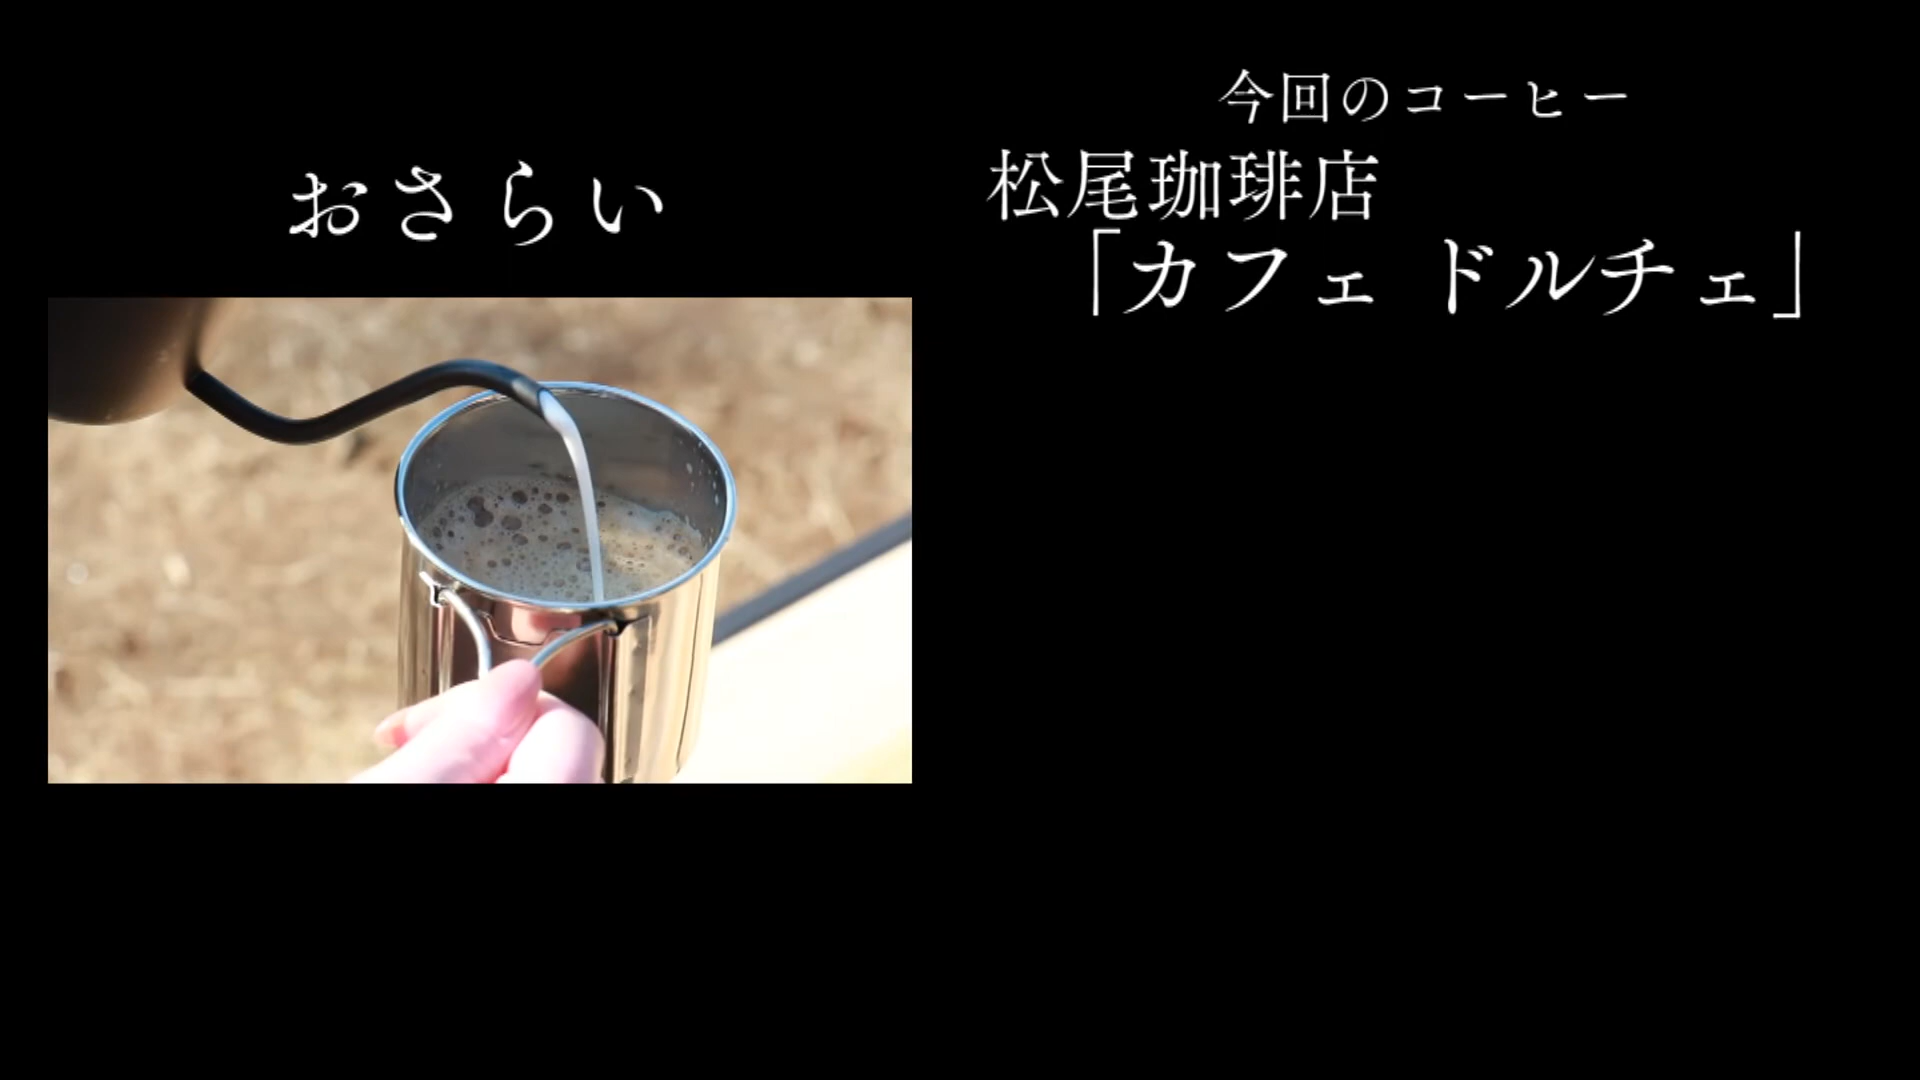 おさらい
今回のコーヒー
松尾珈琲店
「カフェ ドルチェ」